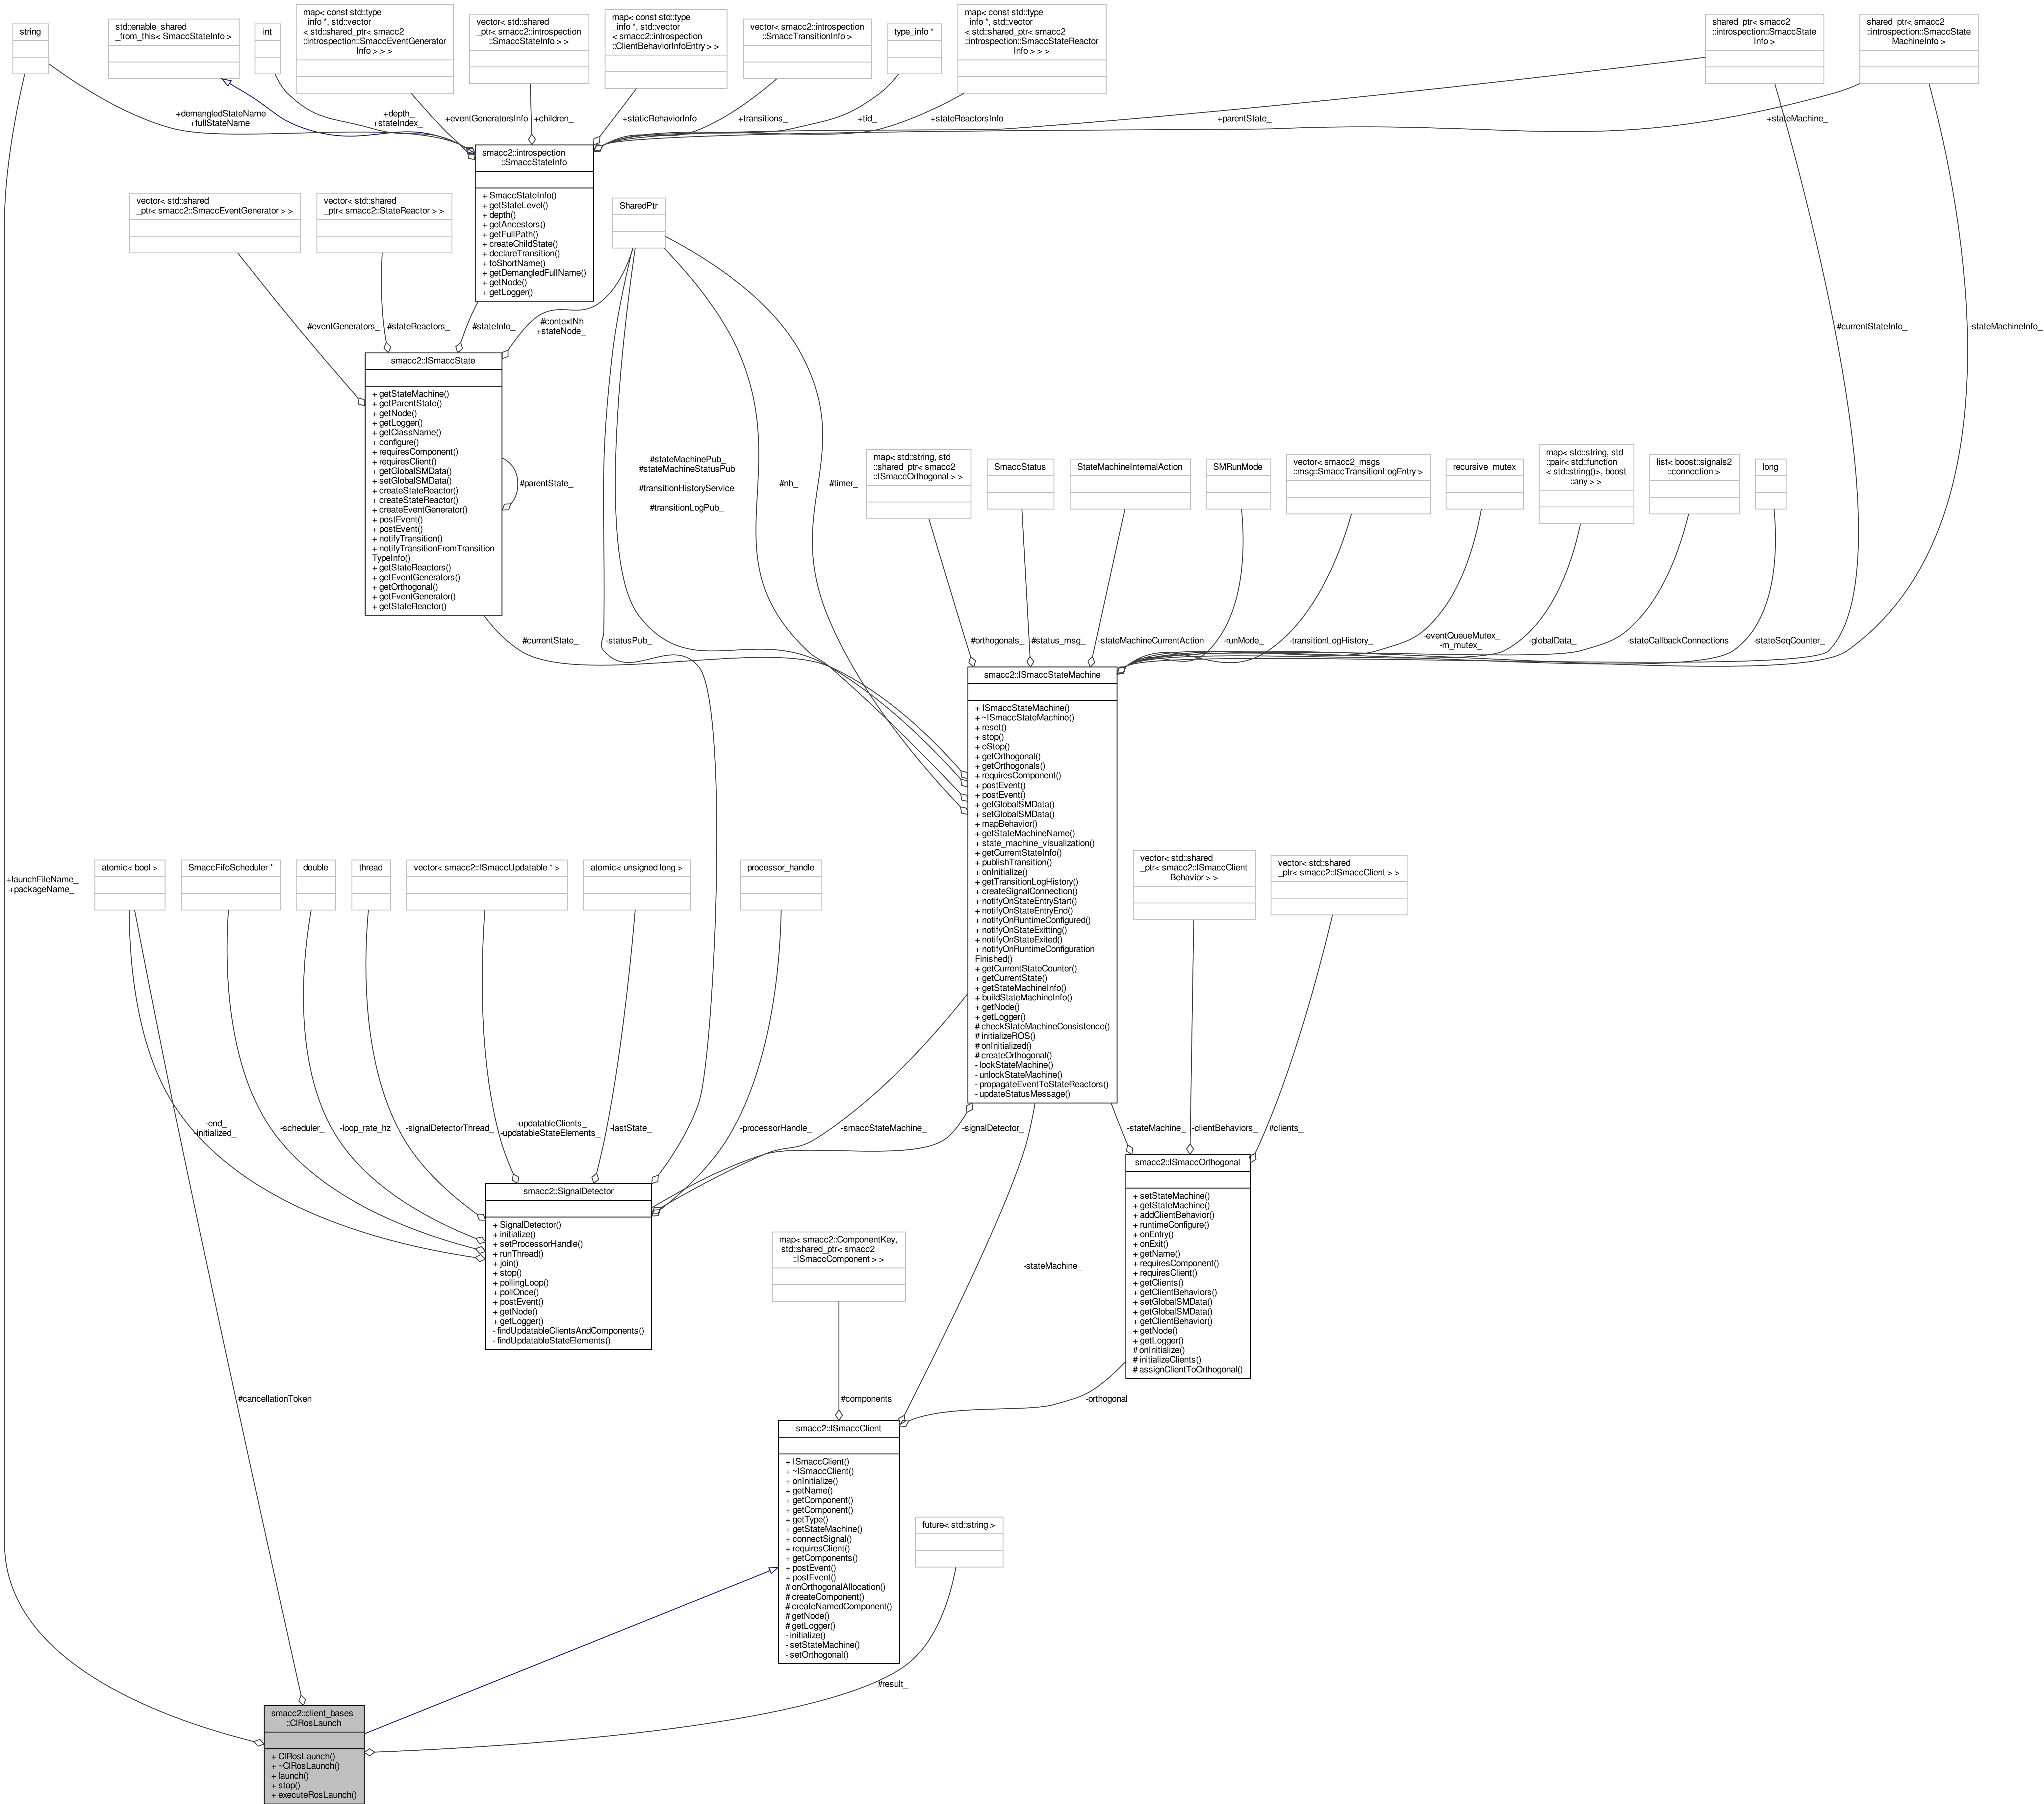 string
std::enable_shared
_from_this< SmaccStateInfo >
int
map< const std::type
_info *, std::vector
< std::shared_ptr< smacc2
::introspection::SmaccEventGenerator
Info > > >
vector< std::shared
_ptr< smacc2::introspection
::SmaccStateInfo > >
map< const std::type
_info *, std::vector
< smacc2::introspection
::ClientBehaviorInfoEntry > >
vector< smacc2::introspection
::SmaccTransitionInfo >
type_info *
map< const std::type
_info *, std::vector
< std::shared_ptr< smacc2
::introspection::SmaccStateReactor
Info > > >
shared_ptr< smacc2
::introspection::SmaccState
Info >
shared_ptr< smacc2
::introspection::SmaccState
MachineInfo >
+demangledStateName
+fullStateName
+depth_
+stateIndex_
+eventGeneratorsInfo
+children_
+staticBehaviorInfo
+transitions_
+tid_
+stateReactorsInfo
+parentState_
+stateMachine_
smacc2::introspection
::SmaccStateInfo
+ SmaccStateInfo()
+ getStateLevel()
+ depth()
+ getAncestors()
+ getFullPath()
+ createChildState()
+ declareTransition()
+ toShortName()
+ getDemangledFullName()
+ getNode()
+ getLogger()
vector< std::shared
_ptr< smacc2::SmaccEventGenerator > >
vector< std::shared
_ptr< smacc2::StateReactor > >
SharedPtr
#eventGenerators_
#stateReactors_
#stateInfo_
#contextNh
+stateNode_
#currentStateInfo_
-stateMachineInfo_
smacc2::ISmaccState
+ getStateMachine()
+ getParentState()
+ getNode()
+ getLogger()
+ getClassName()
+ configure()
+ requiresComponent()
+ requiresClient()
+ getGlobalSMData()
+ setGlobalSMData()
+ createStateReactor()
+ createStateReactor()
+ createEventGenerator()
+ postEvent()
+ postEvent()
+ notifyTransition()
+ notifyTransitionFromTransition
TypeInfo()
+ getStateReactors()
+ getEventGenerators()
+ getOrthogonal()
+ getEventGenerator()
+ getStateReactor()
#parentState_
#stateMachinePub_
#stateMachineStatusPub
_
#transitionHistoryService
_
#transitionLogPub_
#nh_
#timer_
map< std::string, std
::shared_ptr< smacc2
::ISmaccOrthogonal > >
SmaccStatus
StateMachineInternalAction
SMRunMode
vector< smacc2_msgs
::msg::SmaccTransitionLogEntry >
recursive_mutex
map< std::string, std
::pair< std::function
< std::string()>, boost
::any > >
list< boost::signals2
::connection >
long
#currentState_
-statusPub_
#orthogonals_
#status_msg_
-stateMachineCurrentAction
-runMode_
-transitionLogHistory_
-eventQueueMutex_
-m_mutex_
-globalData_
-stateCallbackConnections
-stateSeqCounter_
smacc2::ISmaccStateMachine
+ ISmaccStateMachine()
+ ~ISmaccStateMachine()
+ reset()
+ stop()
+ eStop()
+ getOrthogonal()
+ getOrthogonals()
+ requiresComponent()
+ postEvent()
+ postEvent()
+ getGlobalSMData()
+ setGlobalSMData()
+ mapBehavior()
+ getStateMachineName()
+ state_machine_visualization()
+ getCurrentStateInfo()
+ publishTransition()
+ onInitialize()
+ getTransitionLogHistory()
+ createSignalConnection()
+ notifyOnStateEntryStart()
+ notifyOnStateEntryEnd()
+ notifyOnRuntimeConfigured()
+ notifyOnStateExitting()
+ notifyOnStateExited()
+ notifyOnRuntimeConfiguration
Finished()
+ getCurrentStateCounter()
+ getCurrentState()
+ getStateMachineInfo()
+ buildStateMachineInfo()
+ getNode()
+ getLogger()
# checkStateMachineConsistence()
# initializeROS()
# onInitialized()
# createOrthogonal()
- lockStateMachine()
- unlockStateMachine()
- propagateEventToStateReactors()
- updateStatusMessage()
+launchFileName_
+packageName_
atomic< bool >
SmaccFifoScheduler *
double
thread
vector< smacc2::ISmaccUpdatable * >
atomic< unsigned long >
processor_handle
vector< std::shared
_ptr< smacc2::ISmaccClient
Behavior > >
vector< std::shared
_ptr< smacc2::ISmaccClient > >
-end_
-initialized_
-scheduler_
-loop_rate_hz
-signalDetectorThread_
-updatableClients_
-updatableStateElements_
-lastState_
-processorHandle_
-smaccStateMachine_
-signalDetector_
-stateMachine_
-clientBehaviors_
#clients_
smacc2::SignalDetector
+ SignalDetector()
+ initialize()
+ setProcessorHandle()
+ runThread()
+ join()
+ stop()
+ pollingLoop()
+ pollOnce()
+ postEvent()
+ getNode()
+ getLogger()
- findUpdatableClientsAndComponents()
- findUpdatableStateElements()
smacc2::ISmaccOrthogonal
+ setStateMachine()
+ getStateMachine()
+ addClientBehavior()
+ runtimeConfigure()
+ onEntry()
+ onExit()
+ getName()
+ requiresComponent()
+ requiresClient()
+ getClients()
+ getClientBehaviors()
+ setGlobalSMData()
+ getGlobalSMData()
+ getClientBehavior()
+ getNode()
+ getLogger()
# onInitialize()
# initializeClients()
# assignClientToOrthogonal()
map< smacc2::ComponentKey,
std::shared_ptr< smacc2
::ISmaccComponent > >
-stateMachine_
#cancellationToken_
#components_
-orthogonal_
smacc2::ISmaccClient
+ ISmaccClient()
+ ~ISmaccClient()
+ onInitialize()
+ getName()
+ getComponent()
+ getComponent()
+ getType()
+ getStateMachine()
+ connectSignal()
+ requiresClient()
+ getComponents()
+ postEvent()
+ postEvent()
# onOrthogonalAllocation()
# createComponent()
# createNamedComponent()
# getNode()
# getLogger()
- initialize()
- setStateMachine()
- setOrthogonal()
future< std::string >
#result_
smacc2::client_bases
::ClRosLaunch
+ ClRosLaunch()
+ ~ClRosLaunch()
+ launch()
+ stop()
+ executeRosLaunch()